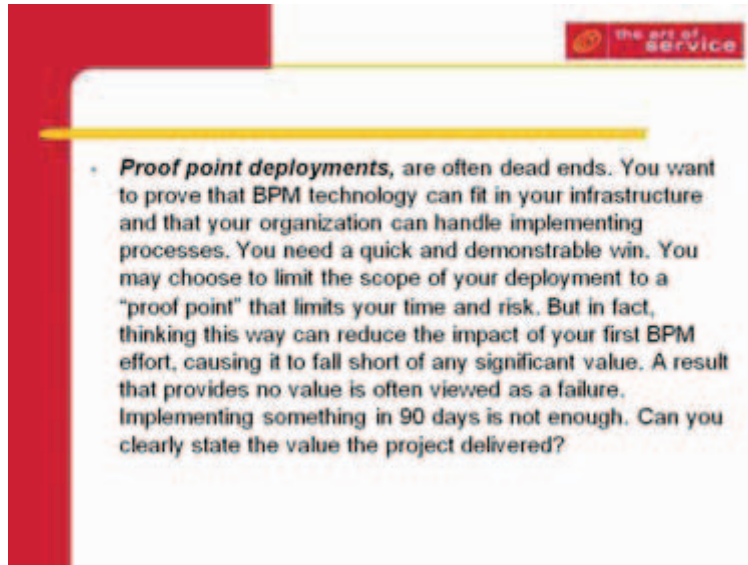 the art of
service
- Proof point deployments, are often dead ends. You want
to prove that BPM technology can fit in your infrastructure
and that your organization can handle implementing
processes. You need a quick and demonstrable win. You
may choose to limit the scope of your deployment to a
“proof point” that limits your time and risk. But in fact,
thinking this way can reduce the impact of your first BPM
effort, causing it to fall short of any significant value. A result
that provides no value is often viewed as a failure.
Implementing something in 90 days is not enough. Can you
clearly state the value the project delivered?